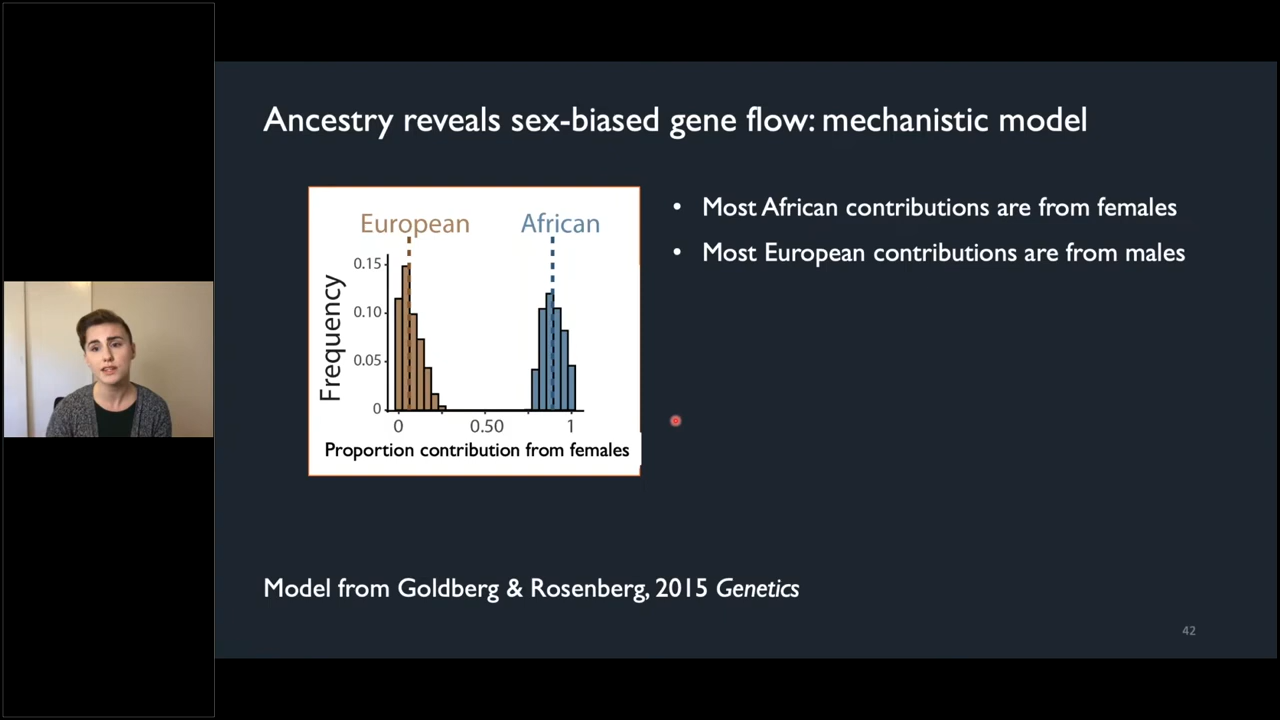 Ancestry reveals sex-biased gene flow: mechanistic model
European African
0.15
0.10
0.05
0
Frequency
0 0.50 1
Proportion contribution from females
• Most African contributions are from females
• Most European contributions are from males
Model from Goldberg & Rosenberg, 2015 Genetics
42